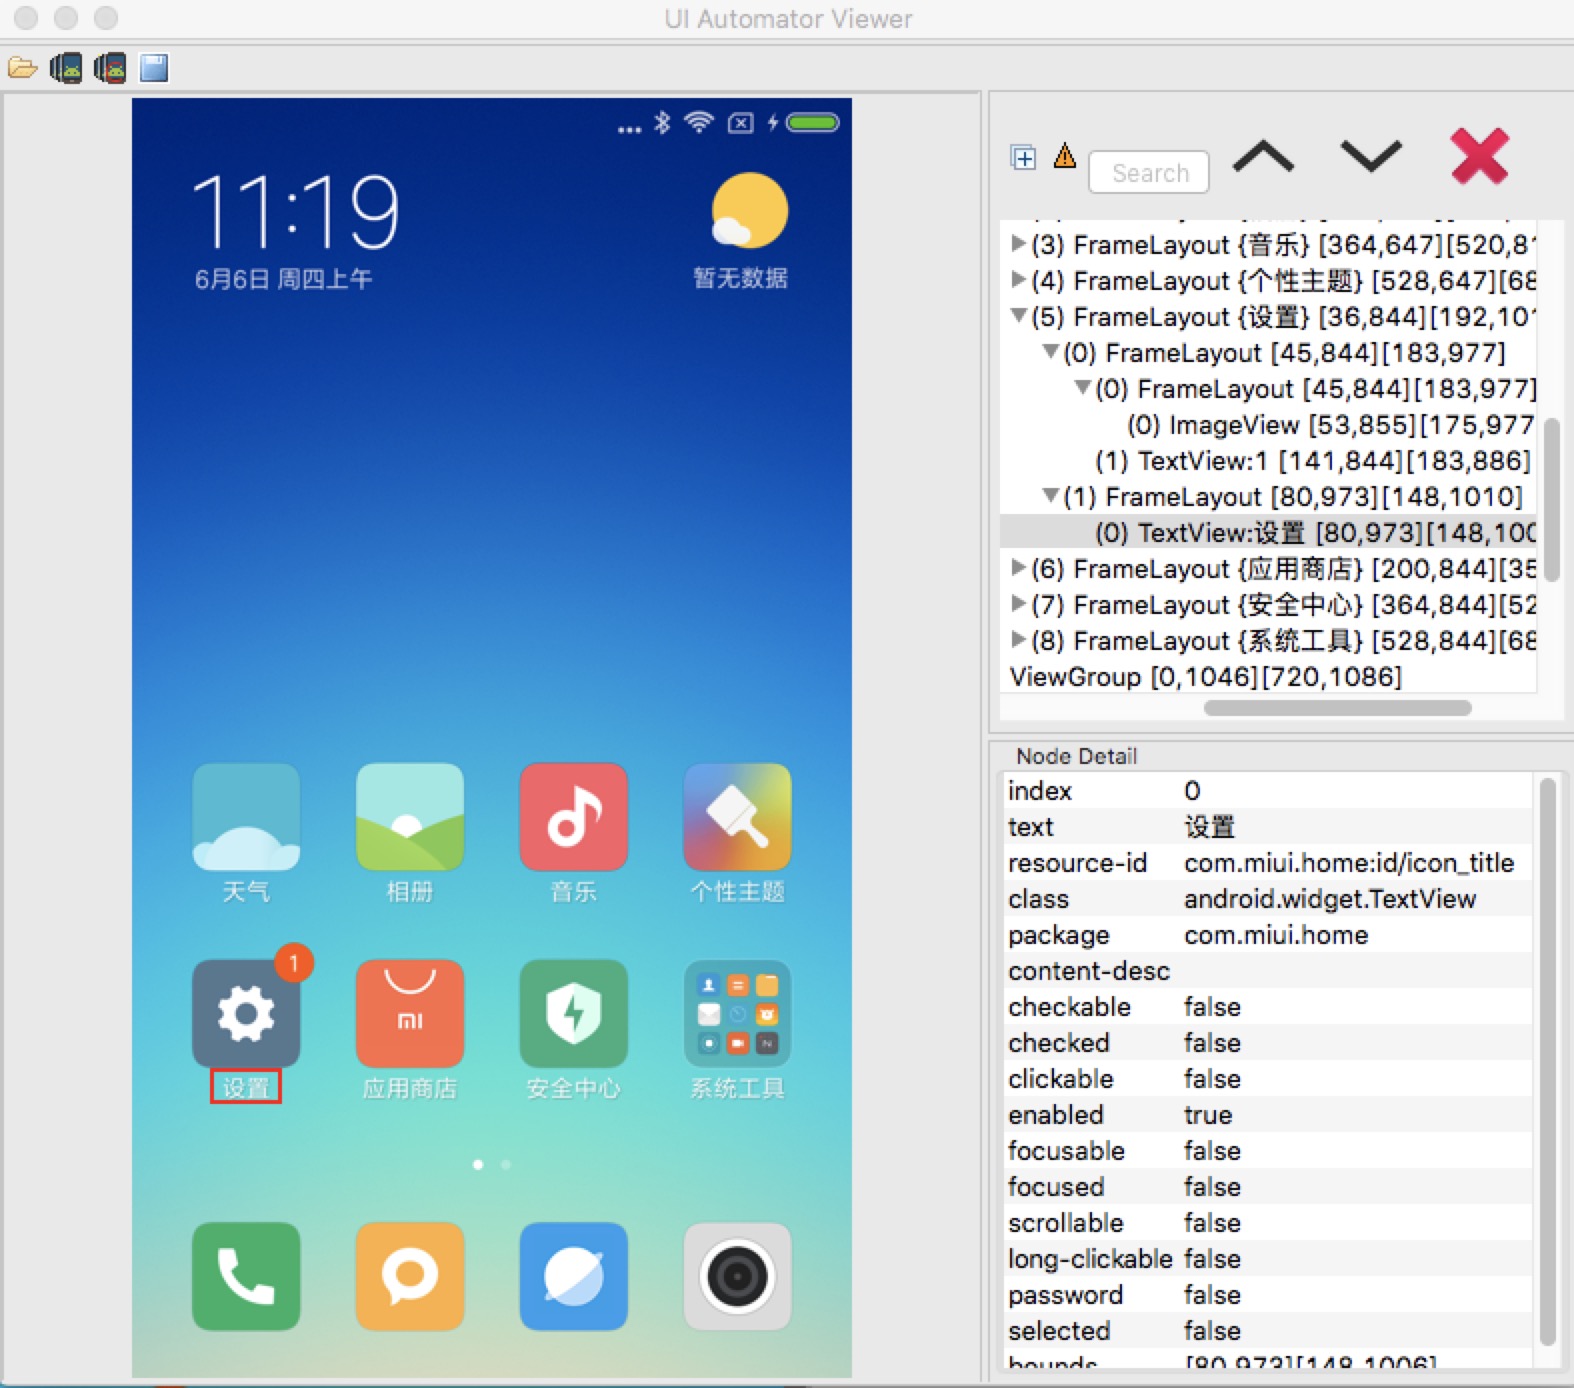 UI Automator Viewer
11:19
6月6日 周四上午
暂无数据
天气
相册
音乐
个性主题
1
mi
设置
应用商店
安全中心
系统工具
Search
(3) FrameLayout {音乐} [364,647][520,81
(4) FrameLayout {个性主题} [528,647][68
(5) FrameLayout {设置} [36,844][192,101
(0) FrameLayout [45,844][183,977]
(0) FrameLayout [45,844][183,977]
(0) ImageView [53,855][175,977
(1) TextView:1 [141,844][183,886]
(1) FrameLayout [80,973][148,1010]
(0) TextView:设置 [80,973][148,100
(6) FrameLayout {应用商店} [200,844][35
(7) FrameLayout {安全中心} [364,844][52
(8) FrameLayout {系统工具} [528,844][68
ViewGroup [0,1046][720,1086]
Node Detail
index 0
text 设置
resource-id com.miui.home:id/icon_title
class android.widget.TextView
package com.miui.home
content-desc
checkable false
checked false
clickable false
enabled true
focusable false
focused false
scrollable false
long-clickable false
password false
selected false
bounds [80,973][148,1006]